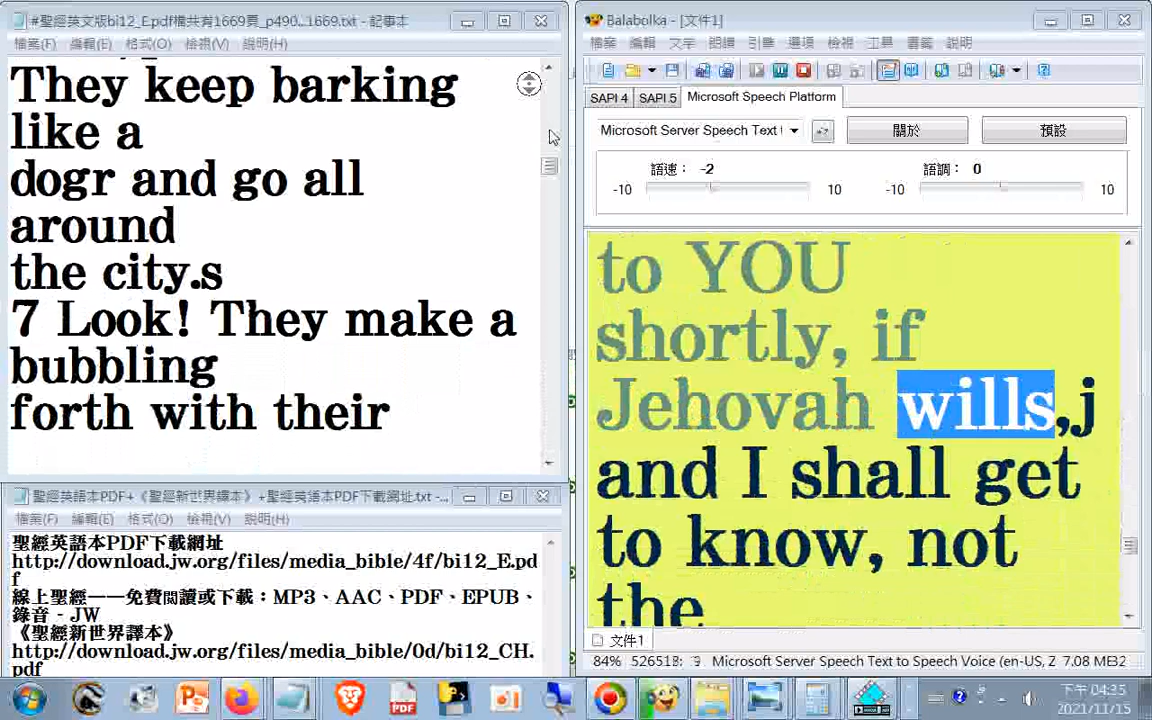 #聖經英文版bi12_E.pdf檔共有1669頁_p490...1669.txt - 記事本
檔案(F) 編輯(E) 格式(O) 檢視(V) 說明(H)
They keep barking
like a
dogr and go all
around
the city.s
7 Look! They make a
bubbling
forth with their
聖經英語本PDF+《聖經新世界譯本》+聖經英語本PDF下載網址.txt - ...
檔案(F) 編輯(E) 格式(O) 檢視(V) 說明(H)
聖經英語本PDF下載網址
http://download.jw.org/files/media_bible/4f/bi12_E.pd
f
線上聖經——免費閱讀或下載：MP3、AAC、PDF、EPUB、
錄音 - JW
《聖經新世界譯本》
http://download.jw.org/files/media_bible/0d/bi12_CH.
pdf
Balabolka - [文件1]
檔案 編輯 文字 朗讀 引擎 選項 檢視 工具 書籤 說明
SAPI 4 SAPI 5 Microsoft Speech Platform
Microsoft Server Speech Text 關於 預設
語速： -2 語調： 0
-10 10 -10 10
to YOU
shortly, if
Jehovah wills,j
and I shall get
to know, not
the
文件1
84% Microsoft Server Speech Text to Speech Voice (en-US, Z 7.08 MB
下午 04:35
2021/11/15